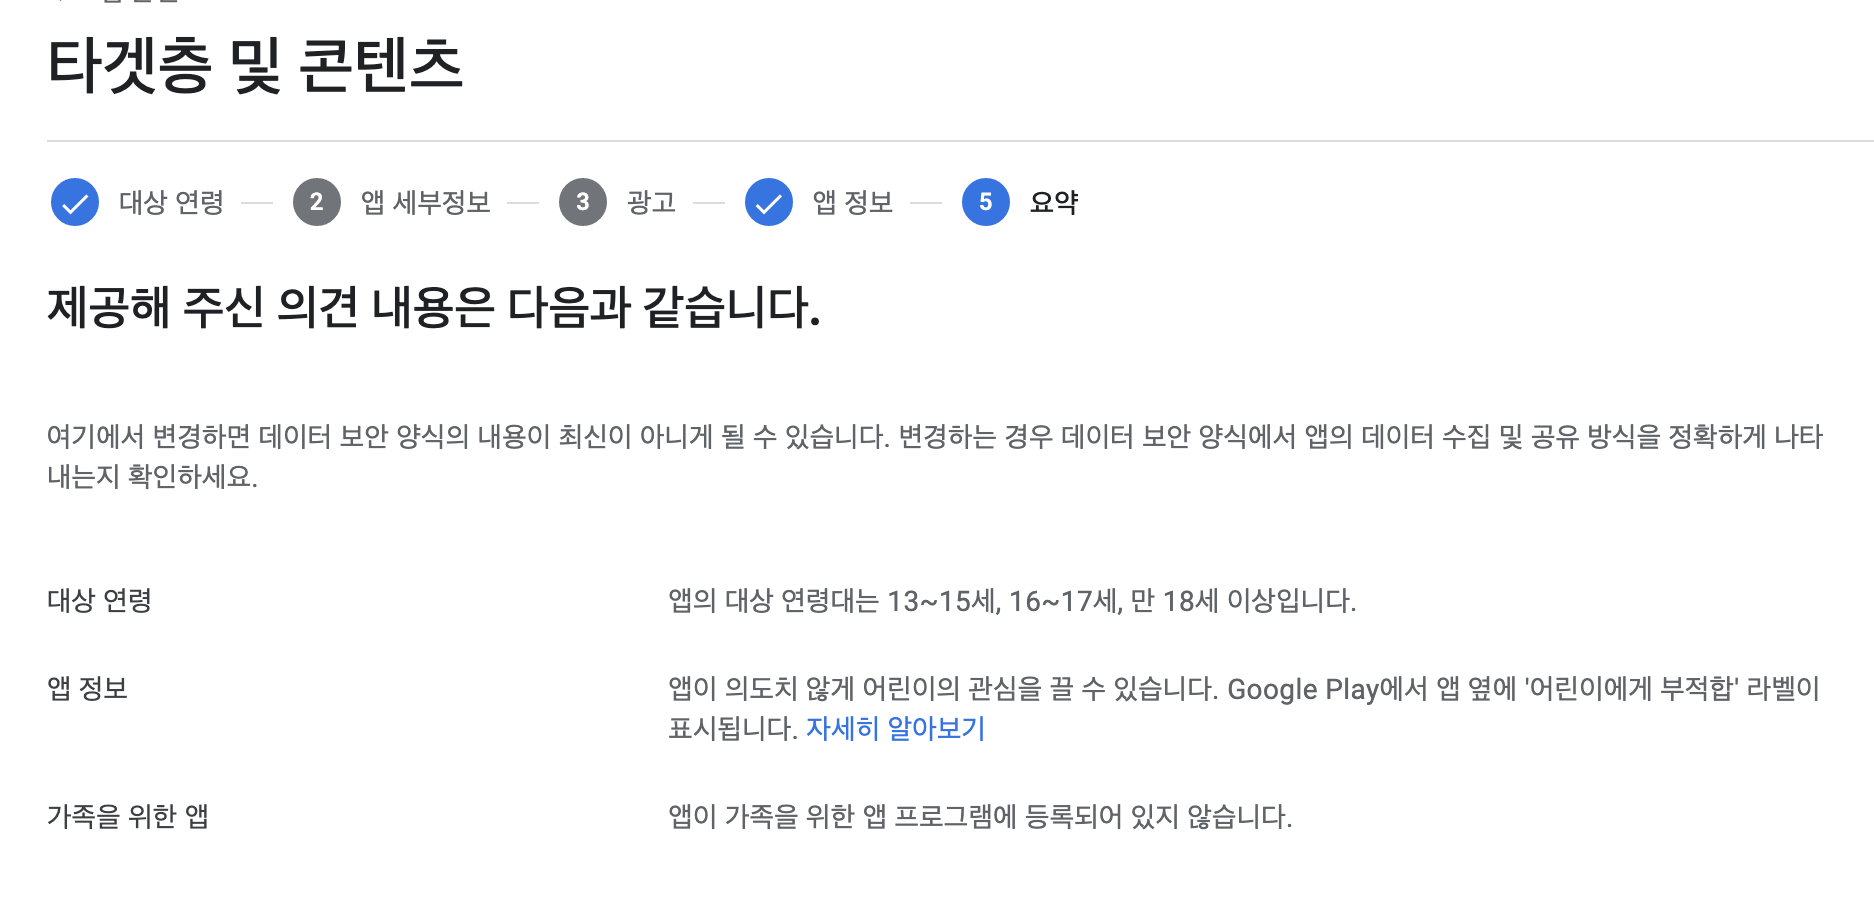 타겟층 및 콘텐츠
대상 연령
2 앱 세부정보
3 광고
앱 정보
5 요약
제공해 주신 의견 내용은 다음과 같습니다.
여기에서 변경하면 데이터 보안 양식의 내용이 최신이 아니게 될 수 있습니다. 변경하는 경우 데이터 보안 양식에서 앱의 데이터 수집 및 공유 방식을 정확하게 나타
내는지 확인하세요.
대상 연령
앱의 대상 연령대는 13~15세, 16~17세, 만 18세 이상입니다.
앱 정보
앱이 의도치 않게 어린이의 관심을 끌 수 있습니다. Google Play에서 앱 옆에 '어린이에게 부적합' 라벨이
표시됩니다. 자세히 알아보기
가족을 위한 앱
앱이 가족을 위한 앱 프로그램에 등록되어 있지 않습니다.